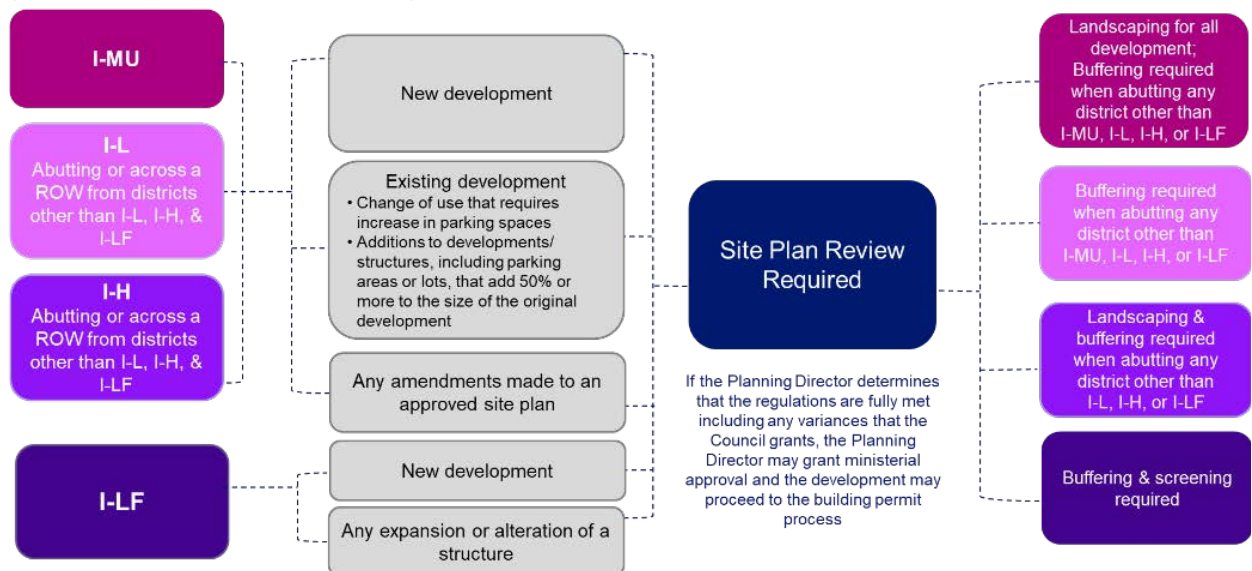 I-MU
I-L
Abutting or across a
ROW from districts
other than I-L, I-H, &
I-LF
I-H
Abutting or across a
ROW from districts
other than I-L, I-H, &
I-LF
I-LF
New development
Existing development
• Change of use that requires
increase in parking spaces
• Additions to developments/
structures, including parking
areas or lots, that add 50% or
more to the size of the original
development
Any amendments made to an
approved site plan
New development
Any expansion or alteration of a
structure
Site Plan Review
Required
If the Planning Director determines
that the regulations are fully met
including any variances that the
Council grants, the Planning
Director may grant ministerial
approval and the development may
proceed to the building permit
process
Landscaping for all
development;
Buffering required
when abutting any
district other than
I-MU, I-L, I-H, or I-LF
Buffering required
when abutting any
district other than
I-MU, I-L, I-H, or I-LF
Landscaping &
buffering required
when abutting any
district other than
I-L, I-H, or I-LF
Buffering & screening
required